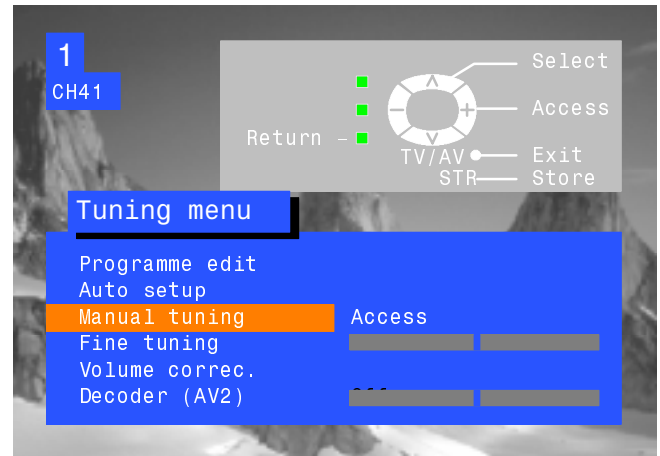 1
CH41
Select
Access
Return –
TV/AV Exit
STR Store
Tuning menu
Programme edit
Auto setup
Manual tuning Access
Fine tuning
Volume correc.
Decoder (AV2)